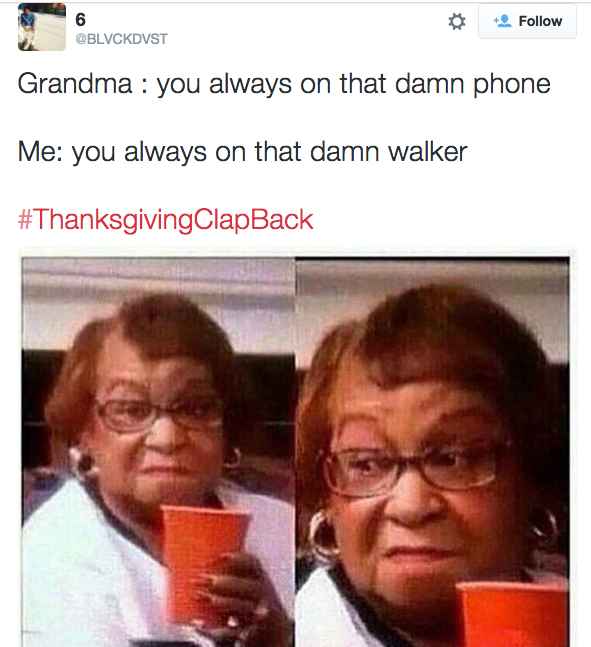 6
@BLVCKDVST
Follow
Grandma : you always on that damn phone
Me: you always on that damn walker
#ThanksgivingClapBack